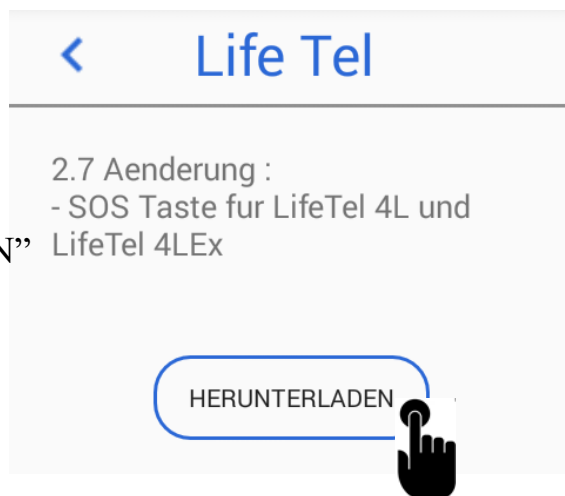 Life Tel
2.7 Aenderung :
- SOS Taste fur LifeTel 4L und
N” LifeTel 4LEx
HERUNTERLADEN